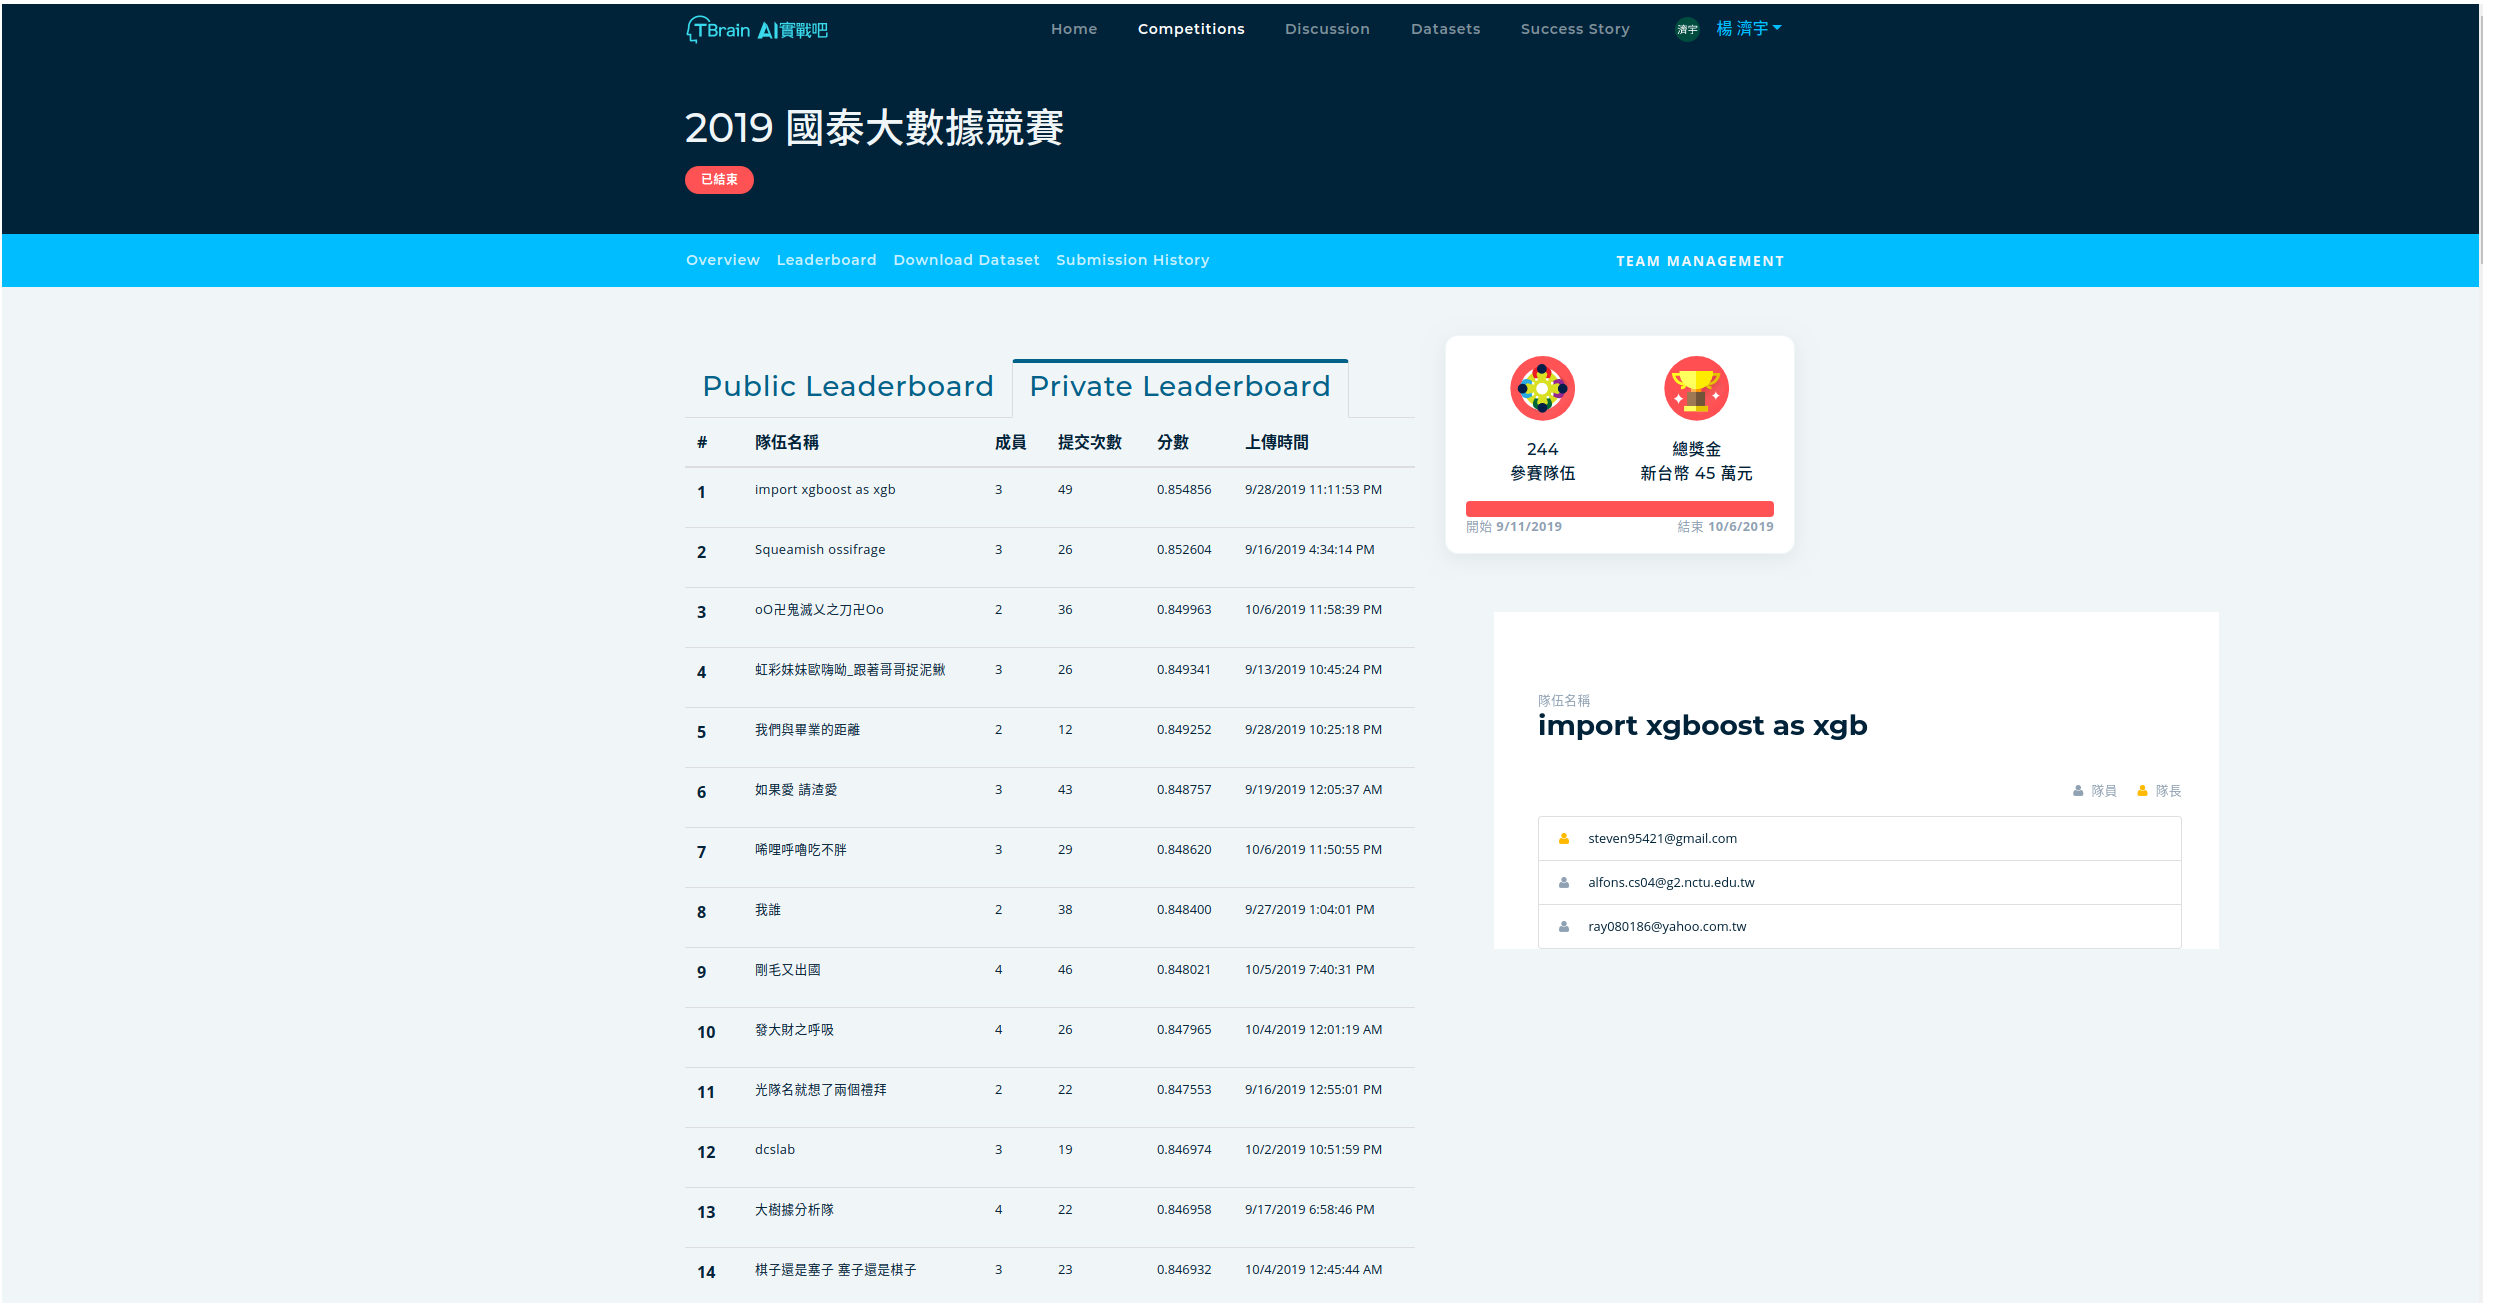 TBrain AI實戰吧
Home Competitions Discussion Datasets Success Story 濟宇 楊 濟宇
2019 國泰大數據競賽
已結束
Overview Leaderboard Download Dataset Submission History TEAM MANAGEMENT
Public Leaderboard Private Leaderboard
# 隊伍名稱 成員 提交次數 分數 上傳時間
1 import xgboost as xgb 3 49 0.854856 9/28/2019 11:11:53 PM
2 Squeamish ossifrage 3 26 0.852604 9/16/2019 4:34:14 PM
3 oO卍鬼滅乂之刀卍Oo 2 36 0.849963 10/6/2019 11:58:39 PM
4 虹彩妹妹歐嗨呦_跟著哥哥捉泥鰍 3 26 0.849341 9/13/2019 10:45:24 PM
5 我們與畢業的距離 2 12 0.849252 9/28/2019 10:25:18 PM
6 如果愛 請渣愛 3 43 0.848757 9/19/2019 12:05:37 AM
7 唏哩呼嚕吃不胖 3 29 0.848620 10/6/2019 11:50:55 PM
8 我誰 2 38 0.848400 9/27/2019 1:04:01 PM
9 剛毛又出國 4 46 0.848021 10/5/2019 7:40:31 PM
10 發大財之呼吸 4 26 0.847965 10/4/2019 12:01:19 AM
11 光隊名就想了兩個禮拜 2 22 0.847553 9/16/2019 12:55:01 PM
12 dcslab 3 19 0.846974 10/2/2019 10:51:59 PM
13 大樹據分析隊 4 22 0.846958 9/17/2019 6:58:46 PM
14 棋子還是塞子 塞子還是棋子 3 23 0.846932 10/4/2019 12:45:44 AM
244 總獎金
參賽隊伍 新台幣 45 萬元
開始 9/11/2019 結束 10/6/2019
隊伍名稱
import xgboost as xgb
隊員 隊長
steven95421@gmail.com
alfons.cs04@g2.nctu.edu.tw
ray080186@yahoo.com.tw